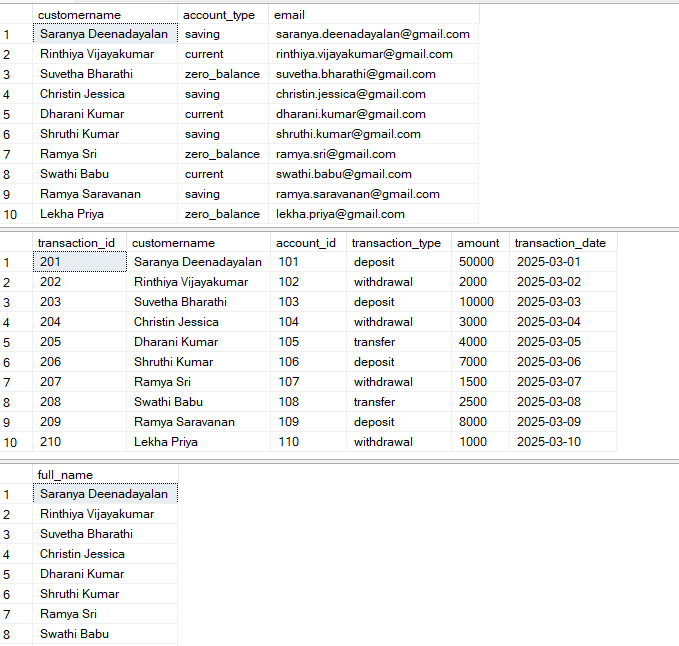 customername account_type email
1 Saranya Deenadayalan saving saranya.deenadayalan@gmail.com
2 Rinthiya Vijayakumar current rinthiya.vijayakumar@gmail.com
3 Suvetha Bharathi zero_balance suvetha.bharathi@gmail.com
4 Christin Jessica saving christin.jessica@gmail.com
5 Dharani Kumar current dharani.kumar@gmail.com
6 Shruthi Kumar saving shruthi.kumar@gmail.com
7 Ramya Sri zero_balance ramya.sri@gmail.com
8 Swathi Babu current swathi.babu@gmail.com
9 Ramya Saravanan saving ramya.saravanan@gmail.com
10 Lekha Priya zero_balance lekha.priya@gmail.com
transaction_id customername account_id transaction_type amount transaction_date
1 201 Saranya Deenadayalan 101 deposit 50000 2025-03-01
2 202 Rinthiya Vijayakumar 102 withdrawal 2000 2025-03-02
3 203 Suvetha Bharathi 103 deposit 10000 2025-03-03
4 204 Christin Jessica 104 withdrawal 3000 2025-03-04
5 205 Dharani Kumar 105 transfer 4000 2025-03-05
6 206 Shruthi Kumar 106 deposit 7000 2025-03-06
7 207 Ramya Sri 107 withdrawal 1500 2025-03-07
8 208 Swathi Babu 108 transfer 2500 2025-03-08
9 209 Ramya Saravanan 109 deposit 8000 2025-03-09
10 210 Lekha Priya 110 withdrawal 1000 2025-03-10
full_name
1 Saranya Deenadayalan
2 Rinthiya Vijayakumar
3 Suvetha Bharathi
4 Christin Jessica
5 Dharani Kumar
6 Shruthi Kumar
7 Ramya Sri
8 Swathi Babu